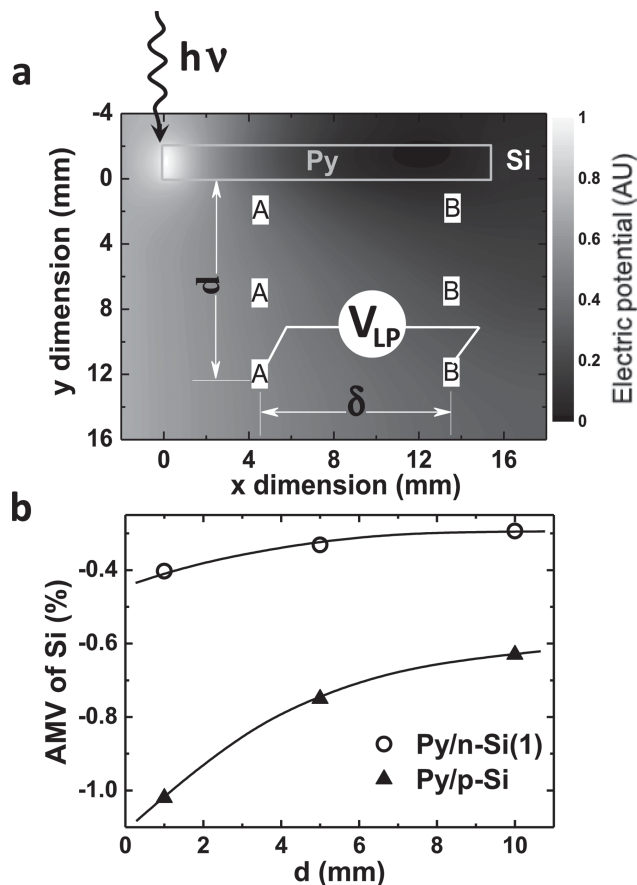 a
hν
-4
0
4
8
12
16
y dimension (mm)
Py
Si
A B
A B
A B
d
V_LP
δ
0 4 8 12 16
x dimension (mm)
1
0.8
0.6
0.4
0.2
0
Electric potential (AU)
b
-0.4
-0.6
-0.8
-1.0
AMV of Si (%)
Py/n-Si(1)
Py/p-Si
0 2 4 6 8 10
d (mm)